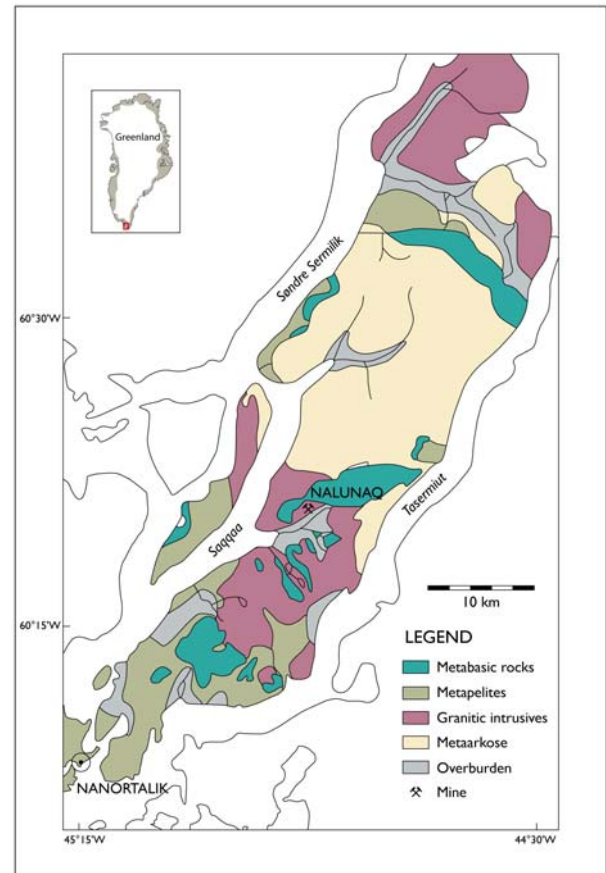 Greenland
Søndre Sermilik
60°30'W
NALUNAQ
Tasermiut
Saqqaa
10 km
60°15'W
LEGEND
Metabasic rocks
Metapelites
Granitic intrusives
Metaarkose
Overburden
Mine
NANORTALIK
45°15'W
44°30'W